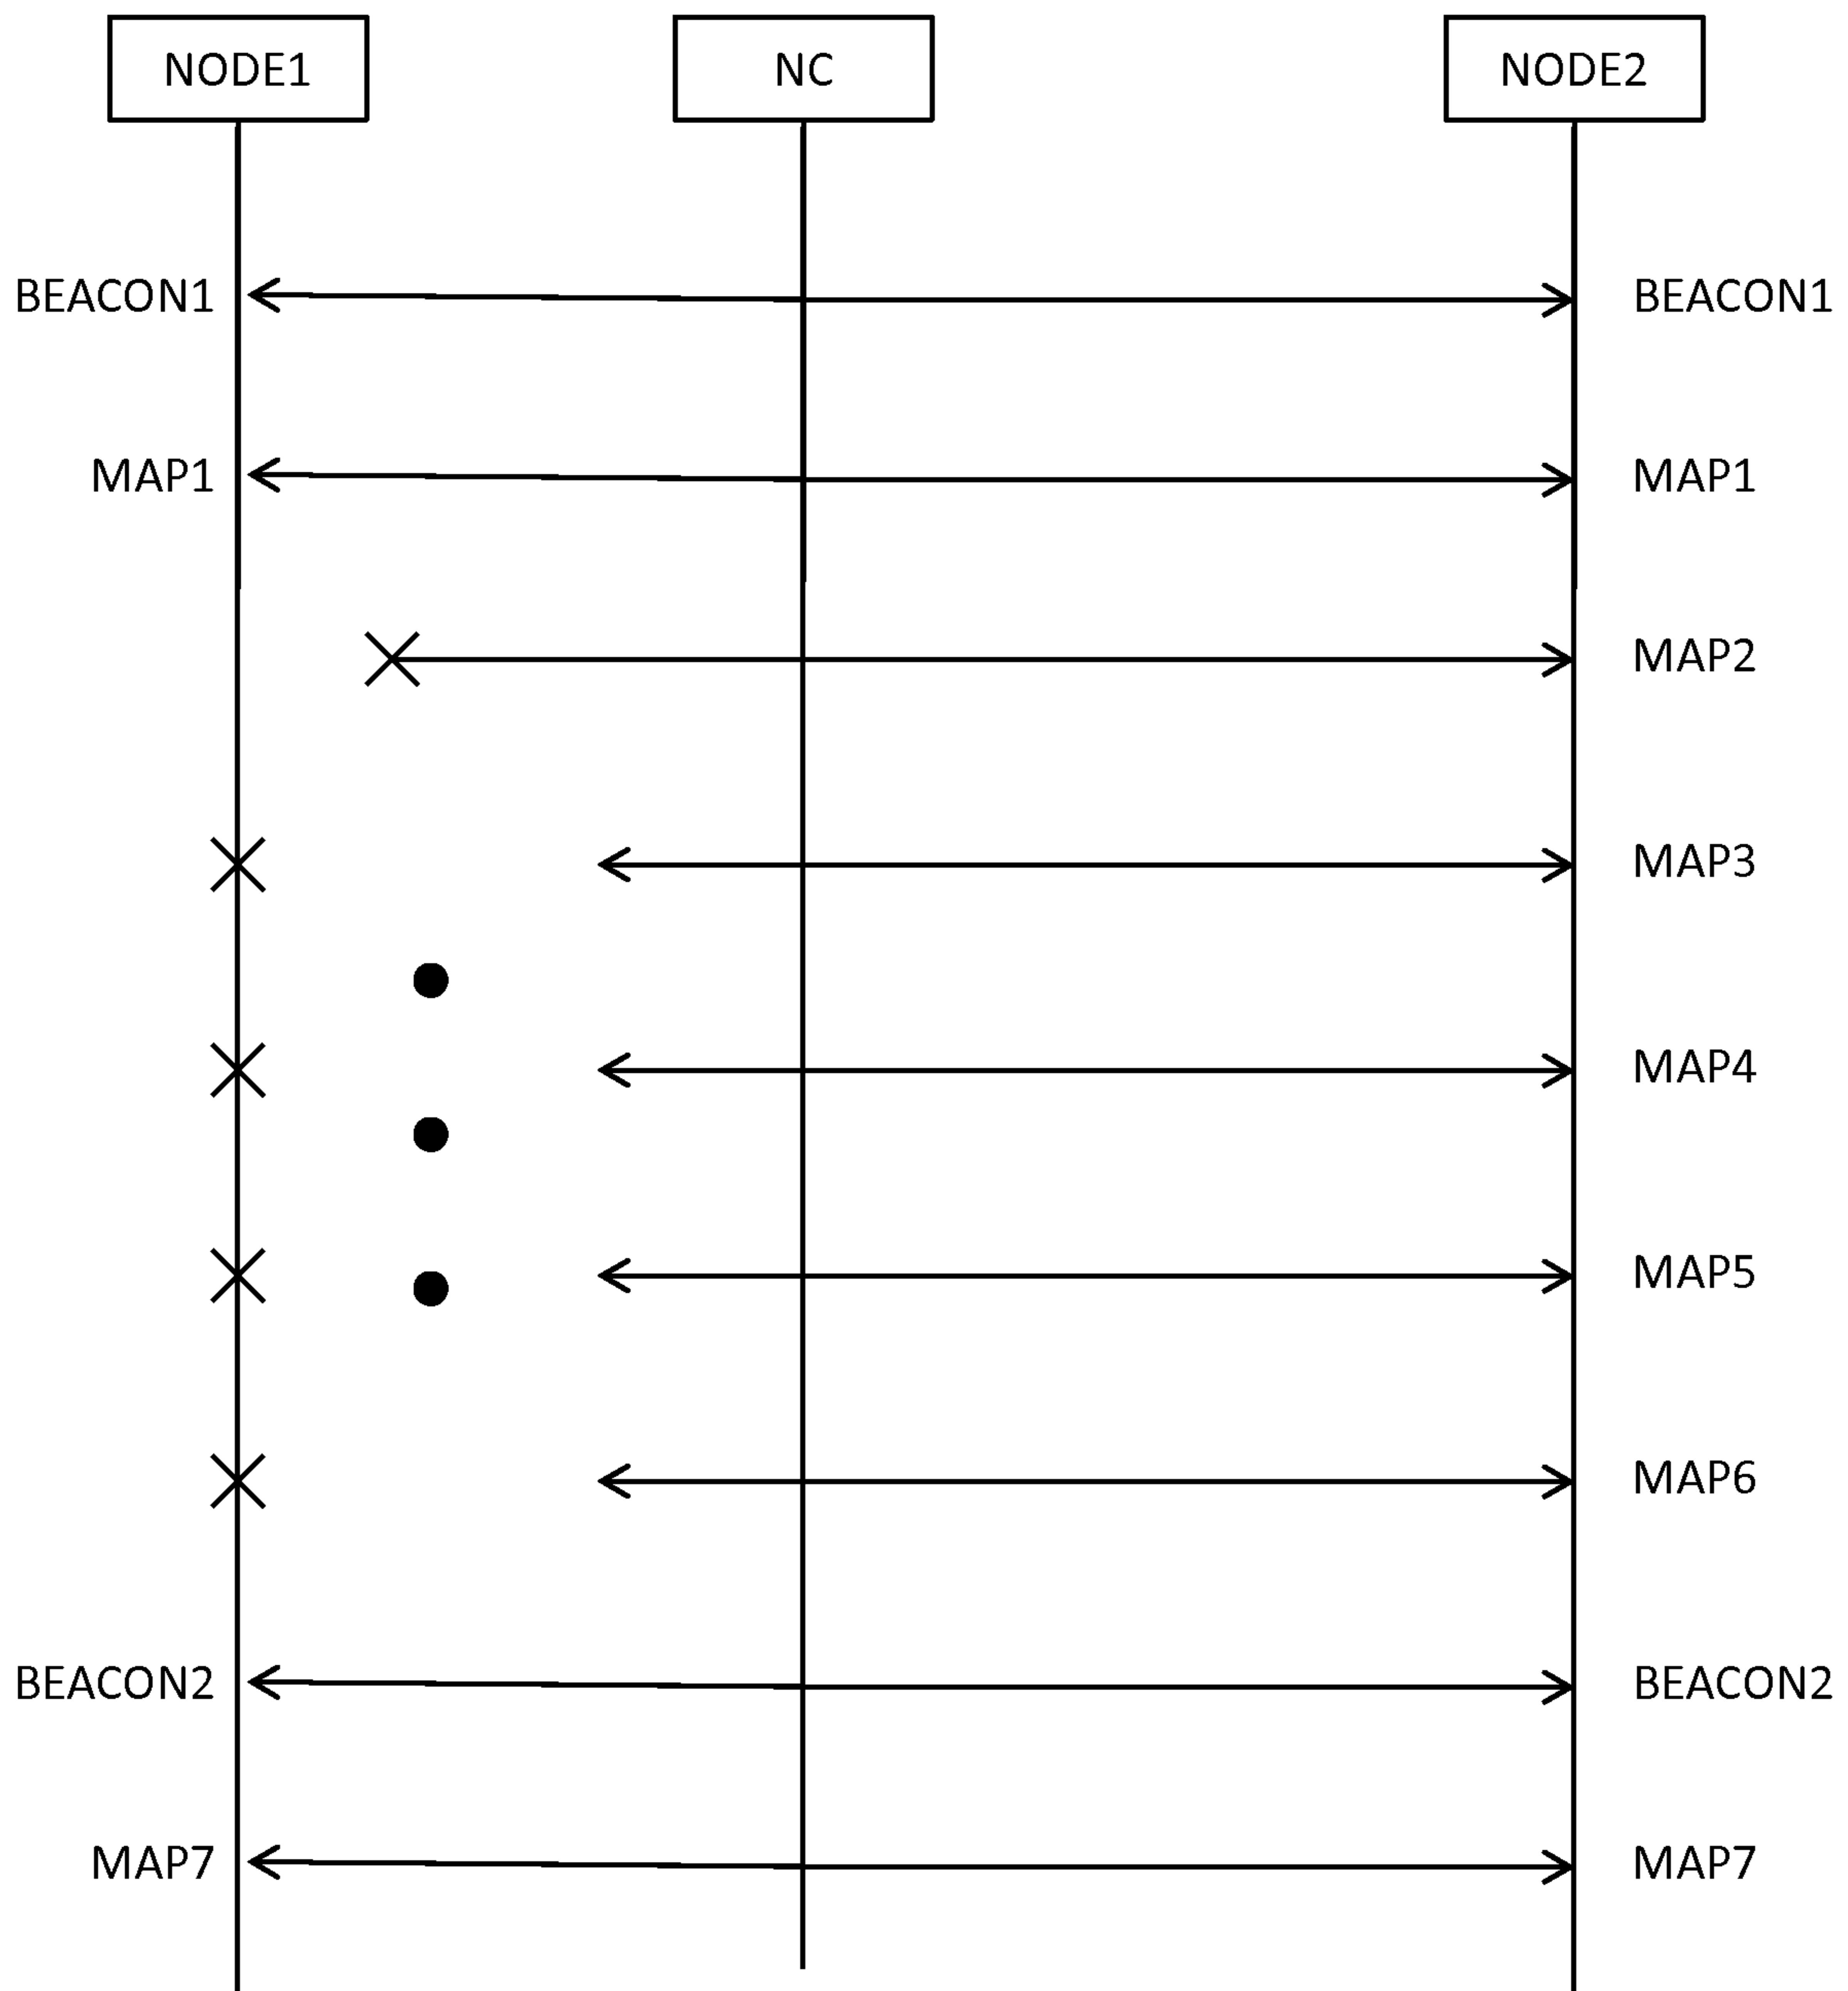 NODE1 NC NODE2
BEACON1 BEACON1
MAP1 MAP1
MAP2
MAP3
MAP4
MAP5
MAP6
BEACON2 BEACON2
MAP7 MAP7